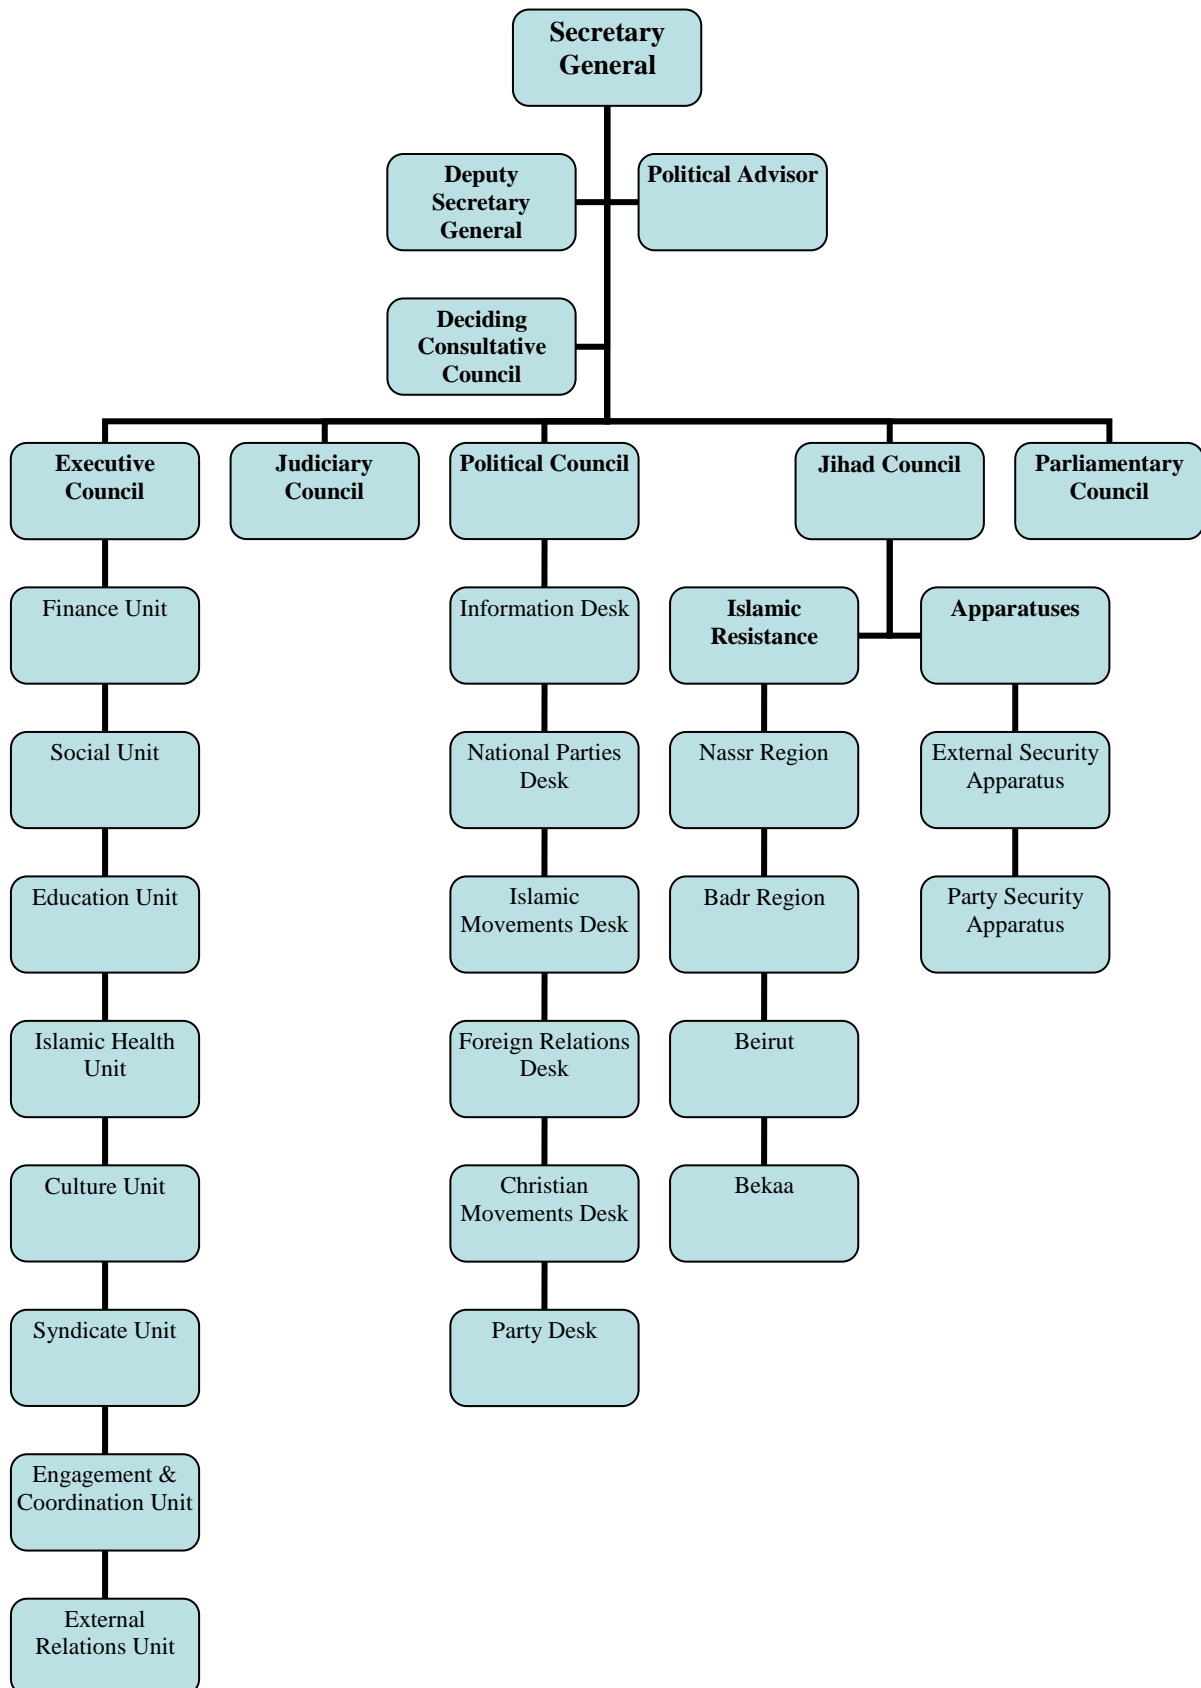 Secretary
General
Deputy
Secretary
General
Political Advisor
Deciding
Consultative
Council
Executive
Council
Judiciary
Council
Political Council
Jihad Council
Parliamentary
Council
Finance Unit
Information Desk
Islamic
Resistance
Apparatuses
Social Unit
National Parties
Desk
Nassr Region
External Security
Apparatus
Education Unit
Islamic
Movements Desk
Badr Region
Party Security
Apparatus
Islamic Health
Unit
Foreign Relations
Desk
Beirut
Culture Unit
Christian
Movements Desk
Bekaa
Syndicate Unit
Party Desk
Engagement &
Coordination Unit
External
Relations Unit